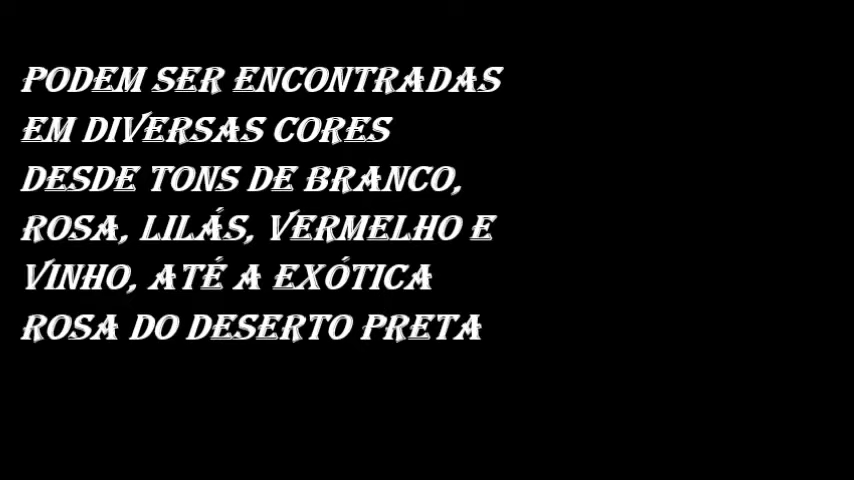 PODEM SER ENCONTRADAS
EM DIVERSAS CORES
DESDE TONS DE BRANCO,
ROSA, LILÁS, VERMELHO E
VINHO, ATÉ A EXÓTICA
ROSA DO DESERTO PRETA